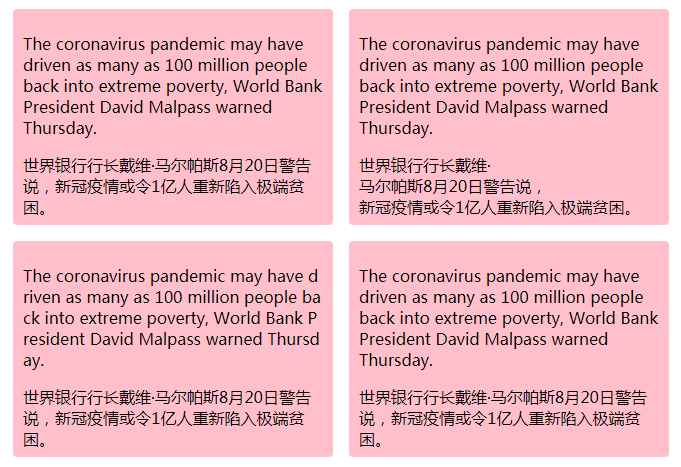 The coronavirus pandemic may have
driven as many as 100 million people
back into extreme poverty, World Bank
President David Malpass warned
Thursday.
世界银行行长戴维·马尔帕斯8月20日警告
说，新冠疫情或令1亿人重新陷入极端贫
困。
The coronavirus pandemic may have
driven as many as 100 million people
back into extreme poverty, World Bank
President David Malpass warned
Thursday.
世界银行行长戴维·
马尔帕斯8月20日警告说，
新冠疫情或令1亿人重新陷入极端贫困。
The coronavirus pandemic may have d
riven as many as 100 million people ba
ck into extreme poverty, World Bank P
resident David Malpass warned Thursd
ay.
世界银行行长戴维·马尔帕斯8月20日警告
说，新冠疫情或令1亿人重新陷入极端贫
困。
The coronavirus pandemic may have
driven as many as 100 million people
back into extreme poverty, World Bank
President David Malpass warned
Thursday.
世界银行行长戴维·马尔帕斯8月20日警告
说，新冠疫情或令1亿人重新陷入极端贫
困。